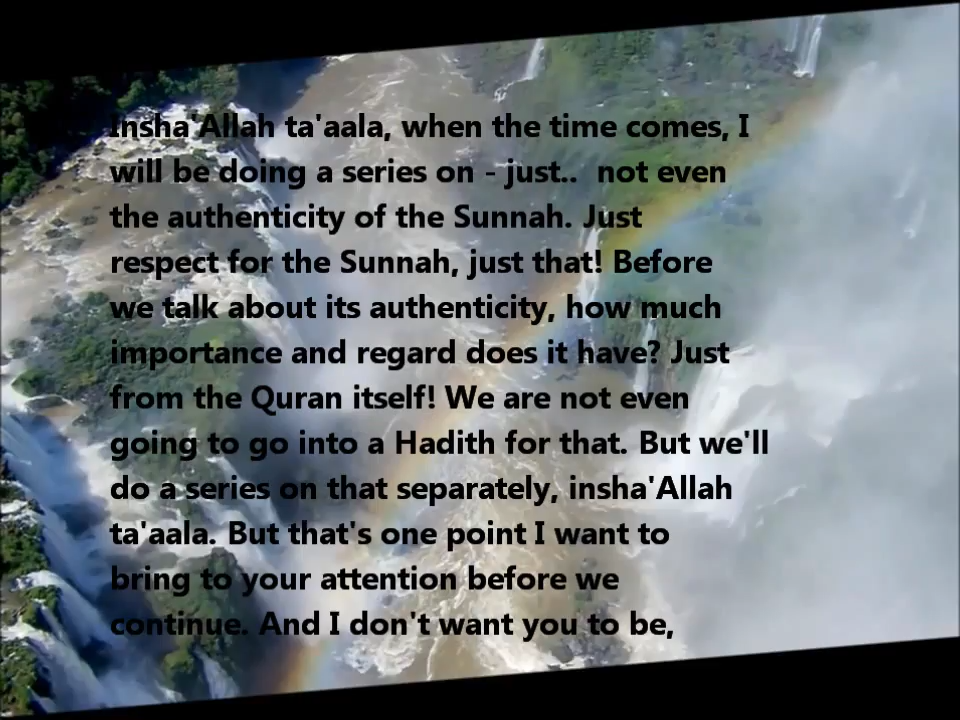 Insha'Allah ta'aala, when the time comes, I
will be doing a series on - just..  not even
the authenticity of the Sunnah. Just
respect for the Sunnah, just that! Before
we talk about its authenticity, how much
importance and regard does it have? Just
from the Quran itself! We are not even
going to go into a Hadith for that. But we'll
do a series on that separately, insha'Allah
ta'aala. But that's one point I want to
bring to your attention before we
continue. And I don't want you to be,